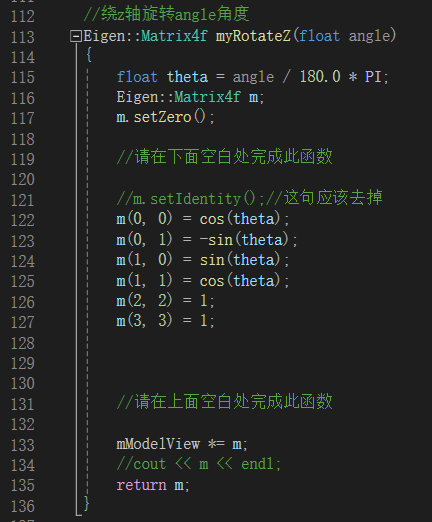 112 //绕z轴旋转angle角度
113 Eigen::Matrix4f myRotateZ(float angle)
114 {
115 float theta = angle / 180.0 * PI;
116 Eigen::Matrix4f m;
117 m.setZero();
118
119 //请在下面空白处完成此函数
120
121 //m.setIdentity();//这句应该去掉
122 m(0, 0) = cos(theta);
123 m(0, 1) = -sin(theta);
124 m(1, 0) = sin(theta);
125 m(1, 1) = cos(theta);
126 m(2, 2) = 1;
127 m(3, 3) = 1;
128
129
130
131 //请在上面空白处完成此函数
132
133 mModelView *= m;
134 //cout << m << endl;
135 return m;
136 }